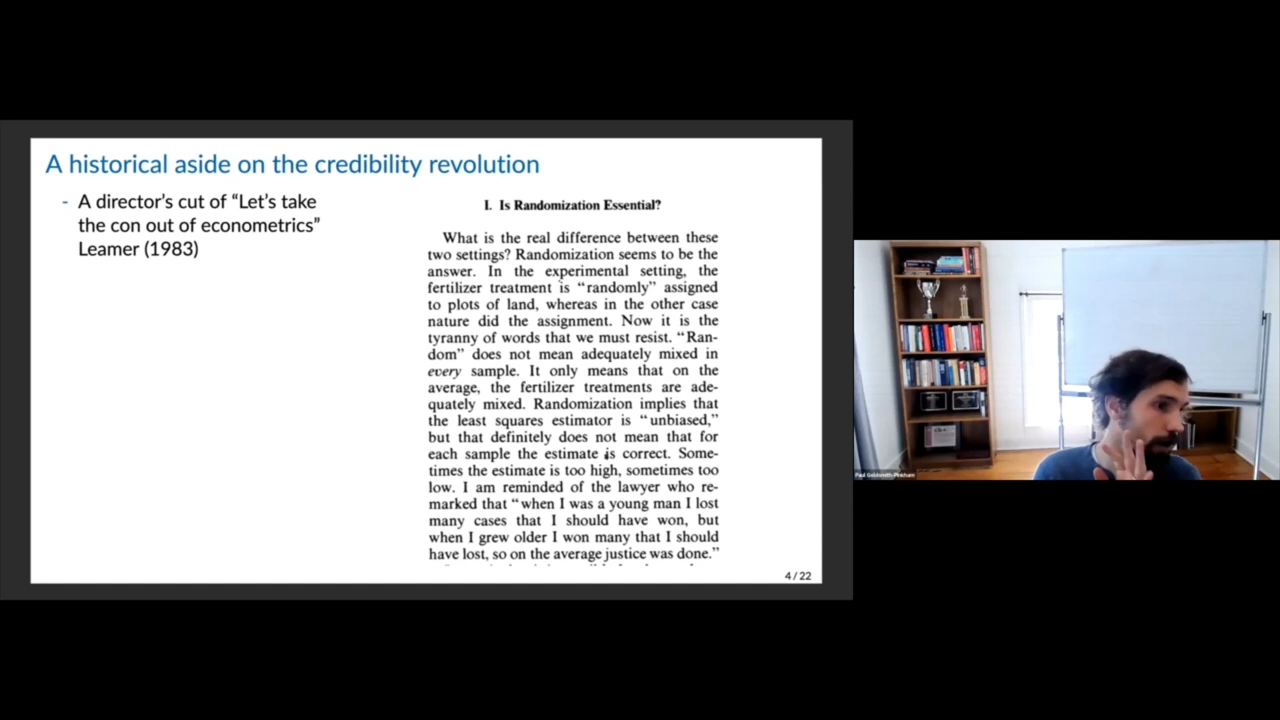 A historical aside on the credibility revolution
- A director's cut of “Let's take
the con out of econometrics”
Leamer (1983)
I. Is Randomization Essential?
What is the real difference between these
two settings? Randomization seems to be the
answer. In the experimental setting, the
fertilizer treatment is “randomly” assigned
to plots of land, whereas in the other case
nature did the assignment. Now it is the
tyranny of words that we must resist. “Ran-
dom” does not mean adequately mixed in
every sample. It only means that on the
average, the fertilizer treatments are ade-
quately mixed. Randomization implies that
the least squares estimator is “unbiased,”
but that definitely does not mean that for
each sample the estimate is correct. Some-
times the estimate is too high, sometimes too
low. I am reminded of the lawyer who re-
marked that “when I was a young man I lost
many cases that I should have won, but
when I grew older I won many that I should
have lost, so on the average justice was done.”
4 / 22
Paul Goldsmith-Pinkham